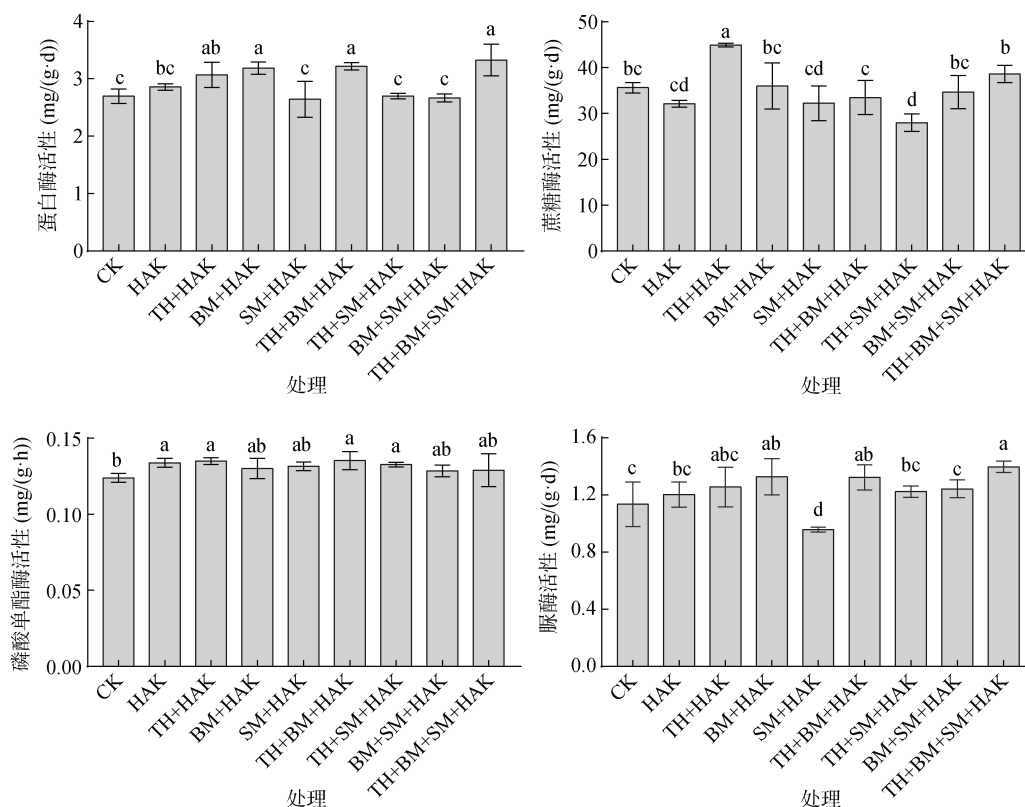 蛋白酶活性 (mg/(g·d))
4
3
2
1
0
c
bc
ab
a
c
a
c
c
a
CK
HAK
TH+HAK
BM+HAK
SM+HAK
TH+BM+HAK
TH+SM+HAK
BM+SM+HAK
TH+BM+SM+HAK
处理
蔗糖酶活性 (mg/(g·d))
50
40
30
20
10
0
bc
cd
a
bc
cd
c
d
bc
b
CK
HAK
TH+HAK
BM+HAK
SM+HAK
TH+BM+HAK
TH+SM+HAK
BM+SM+HAK
TH+BM+SM+HAK
处理
磷酸单酯酶活性 (mg/(g·h))
0.15
0.10
0.05
0.00
b
a
a
ab
ab
a
a
ab
ab
CK
HAK
TH+HAK
BM+HAK
SM+HAK
TH+BM+HAK
TH+SM+HAK
BM+SM+HAK
TH+BM+SM+HAK
处理
脲酶活性 (mg/(g·d))
1.6
1.2
0.8
0.4
0.0
c
bc
abc
ab
d
ab
bc
c
a
CK
HAK
TH+HAK
BM+HAK
SM+HAK
TH+BM+HAK
TH+SM+HAK
BM+SM+HAK
TH+BM+SM+HAK
处理